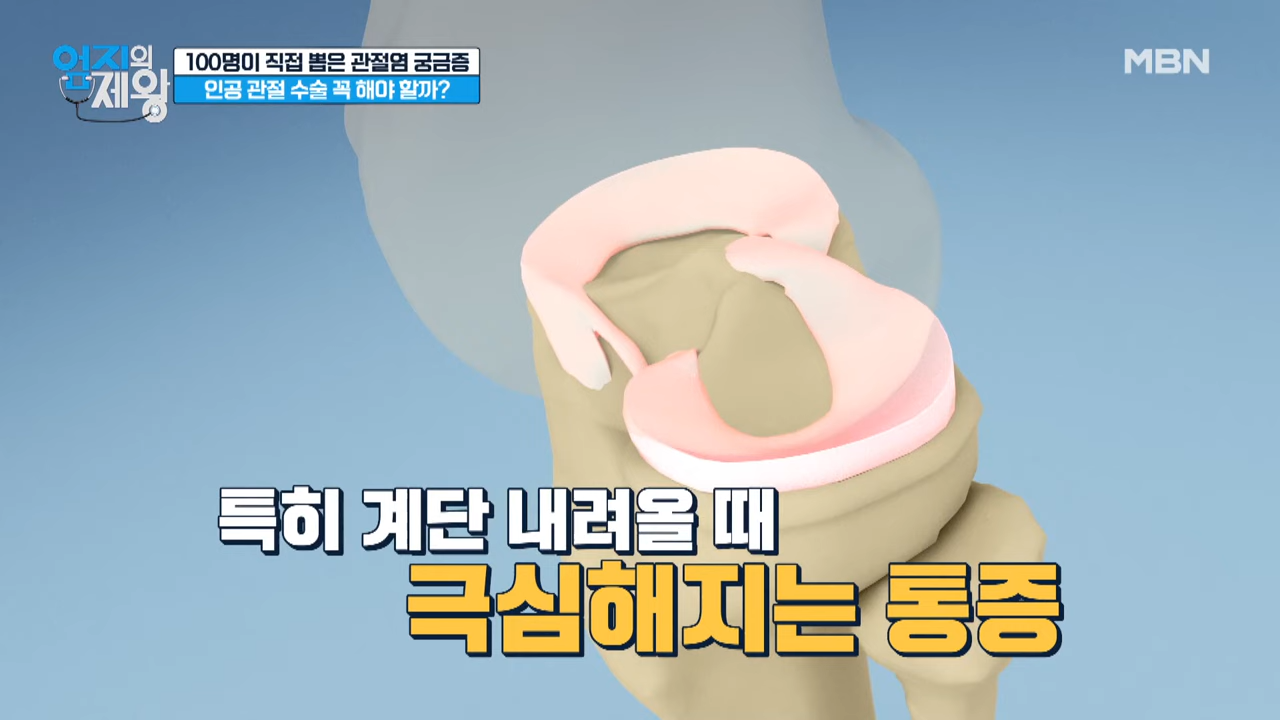 엄지의 제왕
100명이 직접 뽑은 관절염 궁금증
인공 관절 수술 꼭 해야 할까?
MBN
특히 계단 내려올 때
극심해지는 통증